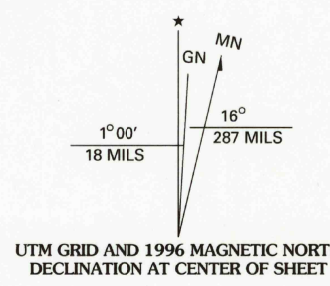 ★
MN
GN
1°00′
18 MILS
16°
287 MILS
UTM GRID AND 1996 MAGNETIC NORT
DECLINATION AT CENTER OF SHEET